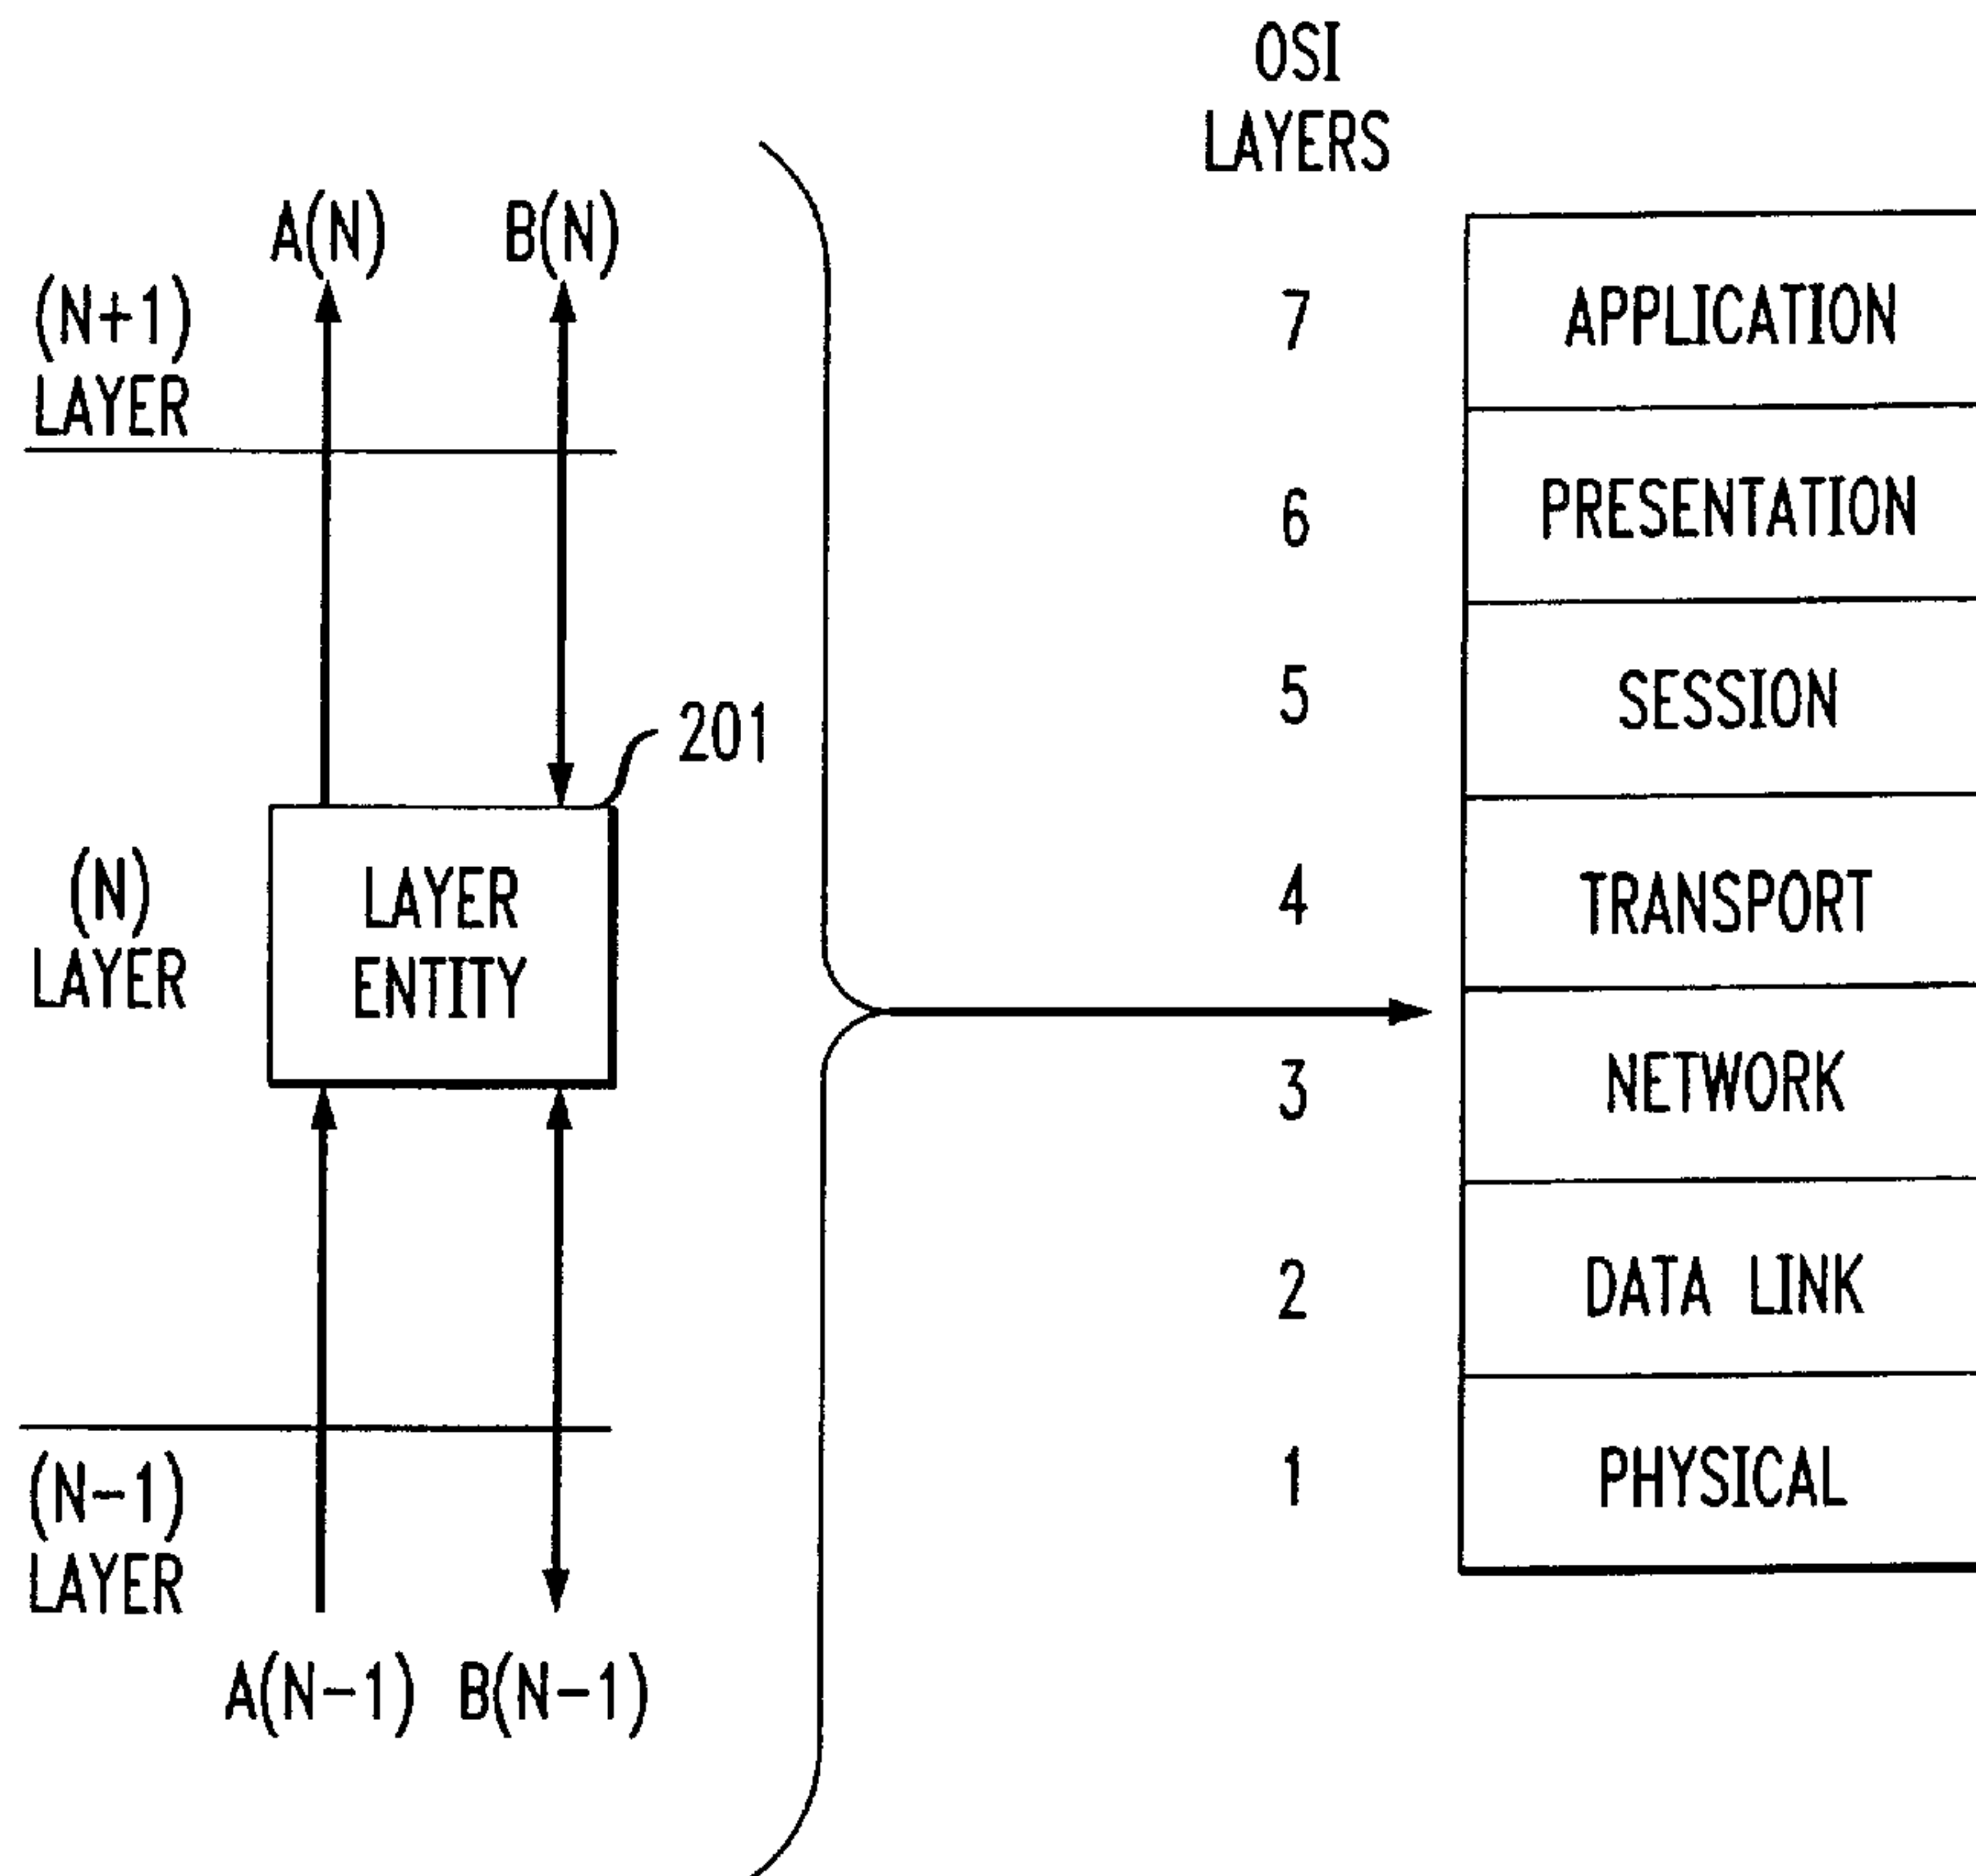 A(N) B(N)
(N+1)
LAYER
201
(N)
LAYER
LAYER
ENTITY
(N-1)
LAYER
A(N-1) B(N-1)
OSI
LAYERS
7 APPLICATION
6 PRESENTATION
5 SESSION
4 TRANSPORT
3 NETWORK
2 DATA LINK
1 PHYSICAL